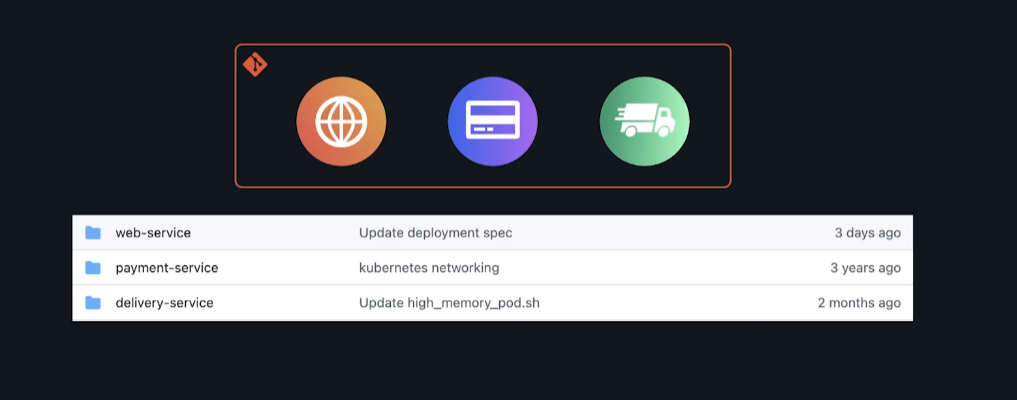 web-service Update deployment spec 3 days ago
payment-service kubernetes networking 3 years ago
delivery-service Update high_memory_pod.sh 2 months ago